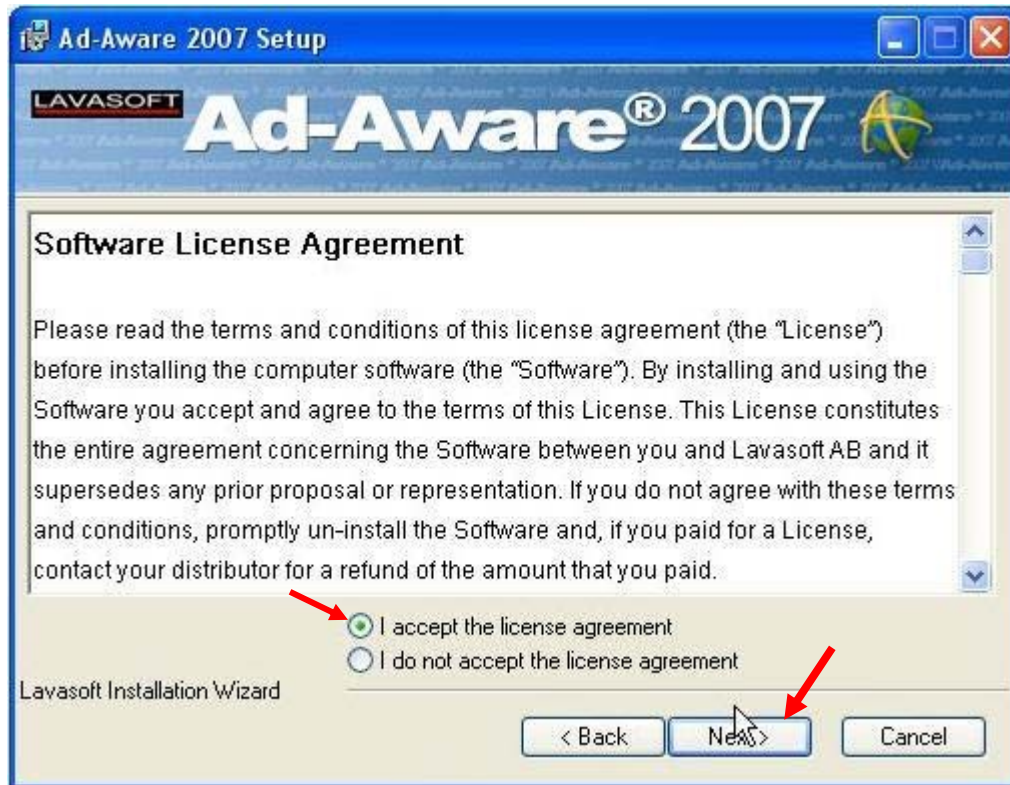 Ad-Aware 2007 Setup
LAVASOFT
Ad-Aware® 2007
Software License Agreement
Please read the terms and conditions of this license agreement (the “License”)
before installing the computer software (the “Software”). By installing and using the
Software you accept and agree to the terms of this License. This License constitutes
the entire agreement concerning the Software between you and Lavasoft AB and it
supersedes any prior proposal or representation. If you do not agree with these terms
and conditions, promptly un-install the Software and, if you paid for a License,
contact your distributor for a refund of the amount that you paid.
I accept the license agreement
I do not accept the license agreement
Lavasoft Installation Wizard
< Back
Next >
Cancel